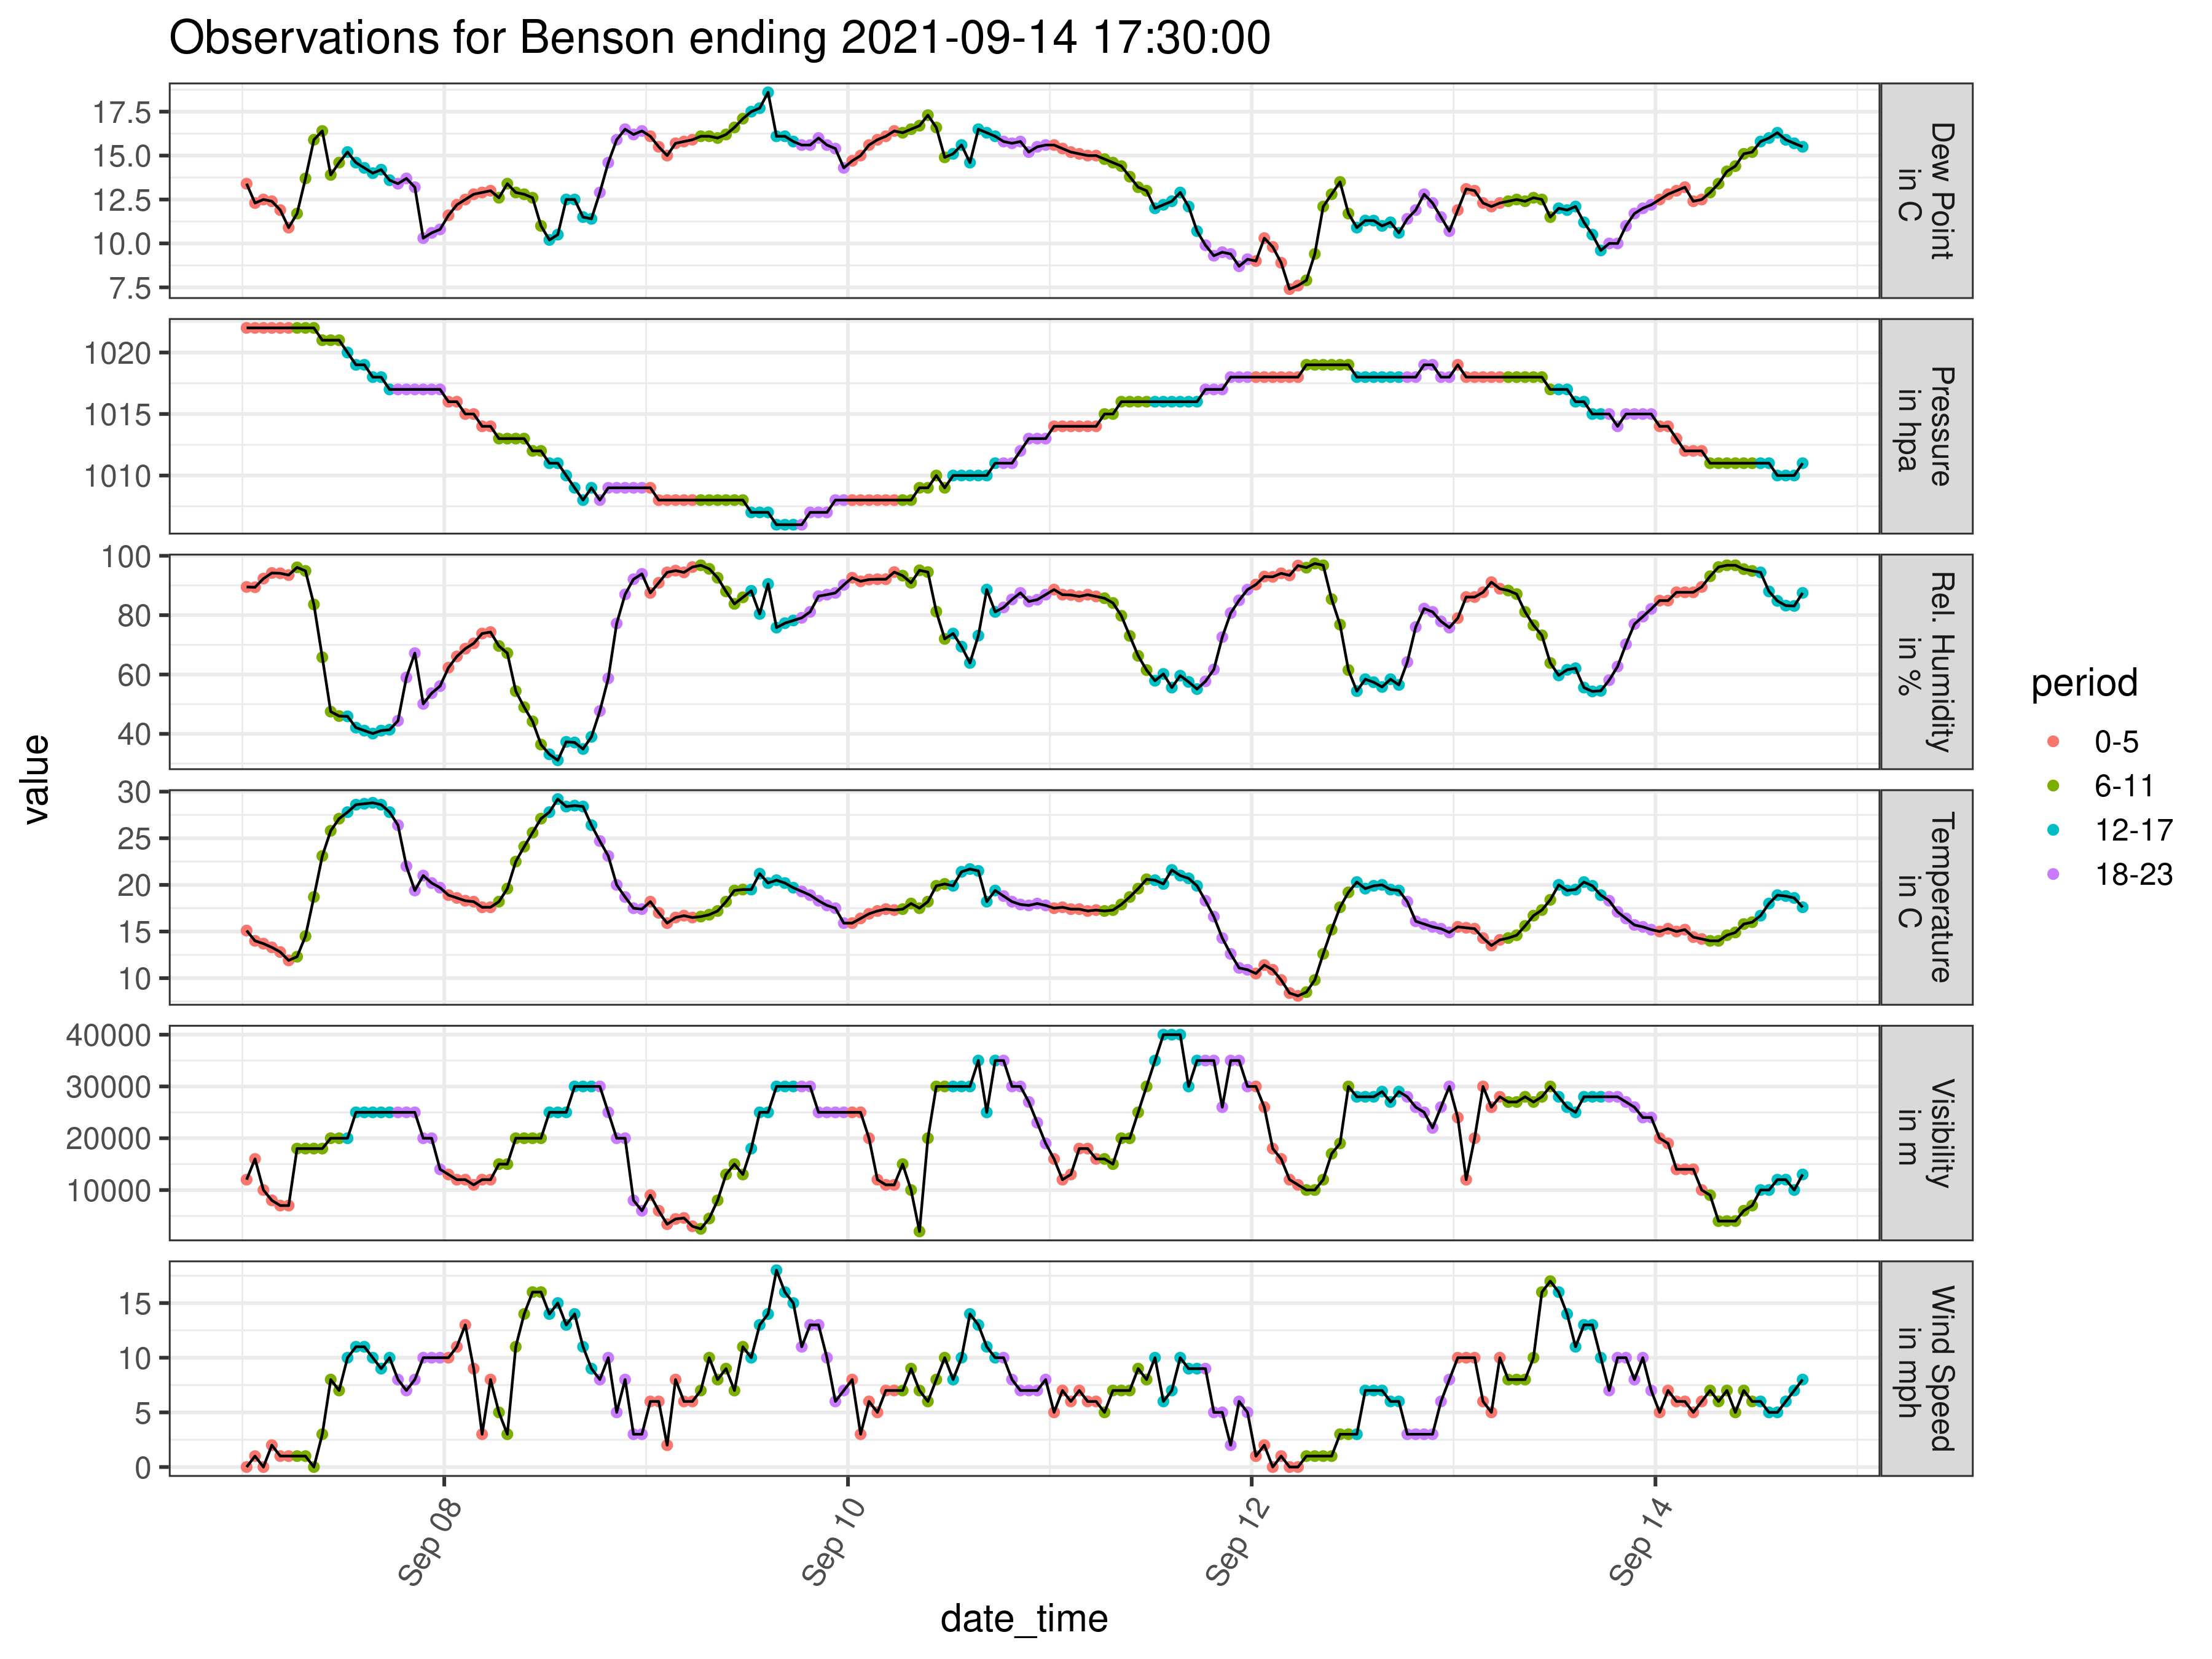 Observations for Benson ending 2021-09-14 17:30:00
value
17.5
15.0
12.5
10.0
7.5
Dew Point
in C
1020
1015
1010
Pressure
in hpa
100
80
60
40
Rel. Humidity
in %
30
25
20
15
10
Temperature
in C
40000
30000
20000
10000
Visibility
in m
15
10
5
0
Wind Speed
in mph
Sep 08
Sep 10
Sep 12
Sep 14
date_time
period
0-5
6-11
12-17
18-23